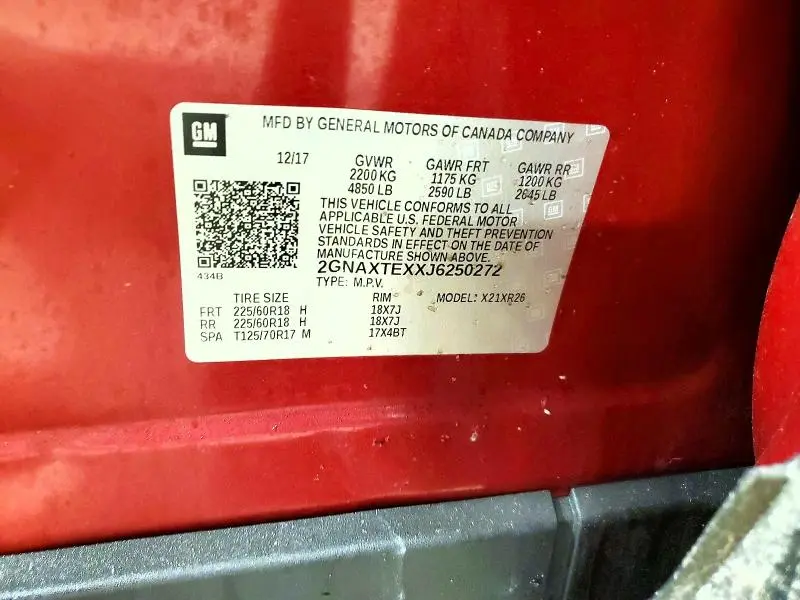 GM MFD BY GENERAL MOTORS OF CANADA COMPANY
12/17 GVWR GAWR FRT GAWR RR
2200 KG 1175 KG 1200 KG
4850 LB 2590 LB 2645 LB
THIS VEHICLE CONFORMS TO ALL
APPLICABLE U.S. FEDERAL MOTOR
VEHICLE SAFETY AND THEFT PREVENTION
STANDARDS IN EFFECT ON THE DATE OF
MANUFACTURE SHOWN ABOVE.
434B 2GNAXTEXXJ6250272
TYPE: M.P.V.
TIRE SIZE RIM MODEL: X21XR26
FRT 225/60R18 H 18X7J
RR 225/60R18 H 18X7J
SPA T125/70R17 M 17X4BT